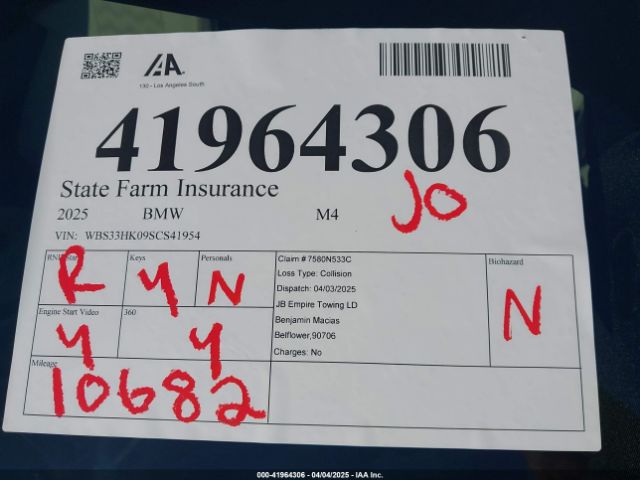 IAA
130 - Los Angeles South
41964306
State Farm Insurance
2025 BMW M4
JO
VIN: WBS33HK09SCS41954
Keys Personals
R Y N
Claim # 7580N533C
Loss Type: Collision
Dispatch: 04/03/2025
JB Empire Towing LD
Benjamin Macias
Bellflower,90706
Charges: No
Biohazard
N
Engine Start Video 360
Y Y
Mileage
10682
000-41964306 - 04/04/2025 - IAA Inc.